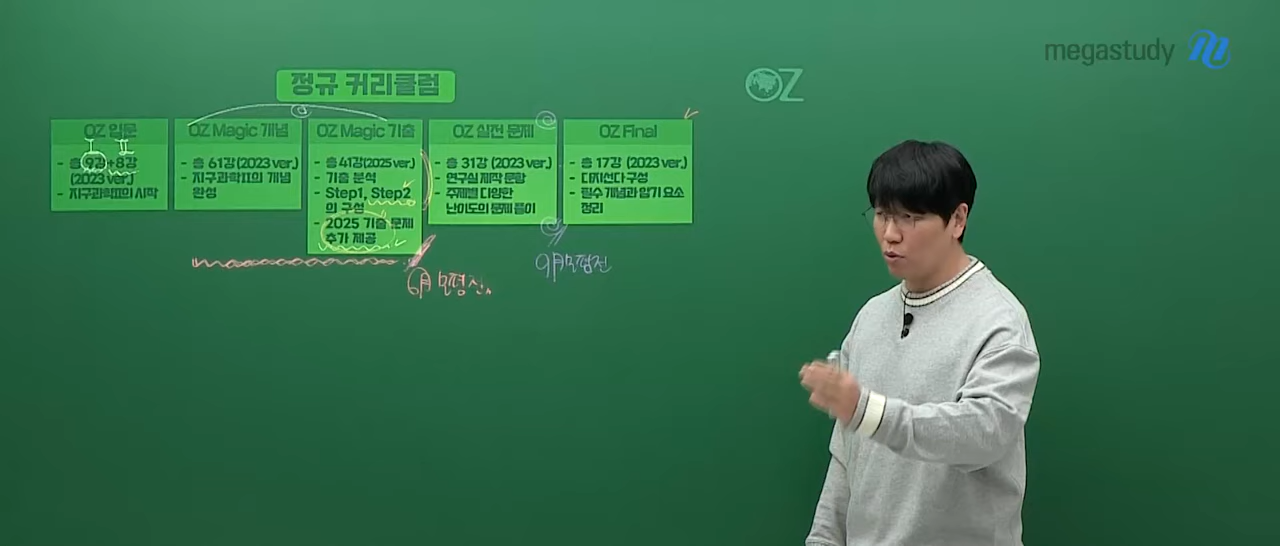 megastudy
정규 커리큘럼
OZ
OZ 입문
I II
- 총 9강+8강
(2023 ver.)
- 지구과학II의 시작
OZ Magic 개념
- 총 61강 (2023 ver.)
- 지구과학II의 개념
완성
OZ Magic 기출
- 총 41강 (2025 ver.)
- 기출 분석
- Step1, Step2
의 구성
- 2025 기출 문제
추가 제공
OZ 실전 문제
- 총 31강 (2023 ver.)
- 연구실 제작 문항
- 주제별 다양한
난이도의 문제 풀이
OZ Final
- 총 17강 (2023 ver.)
- 다지선다 구성
- 필수 개념과 암기 요소
정리
6月 모평 전
9月 모평 전